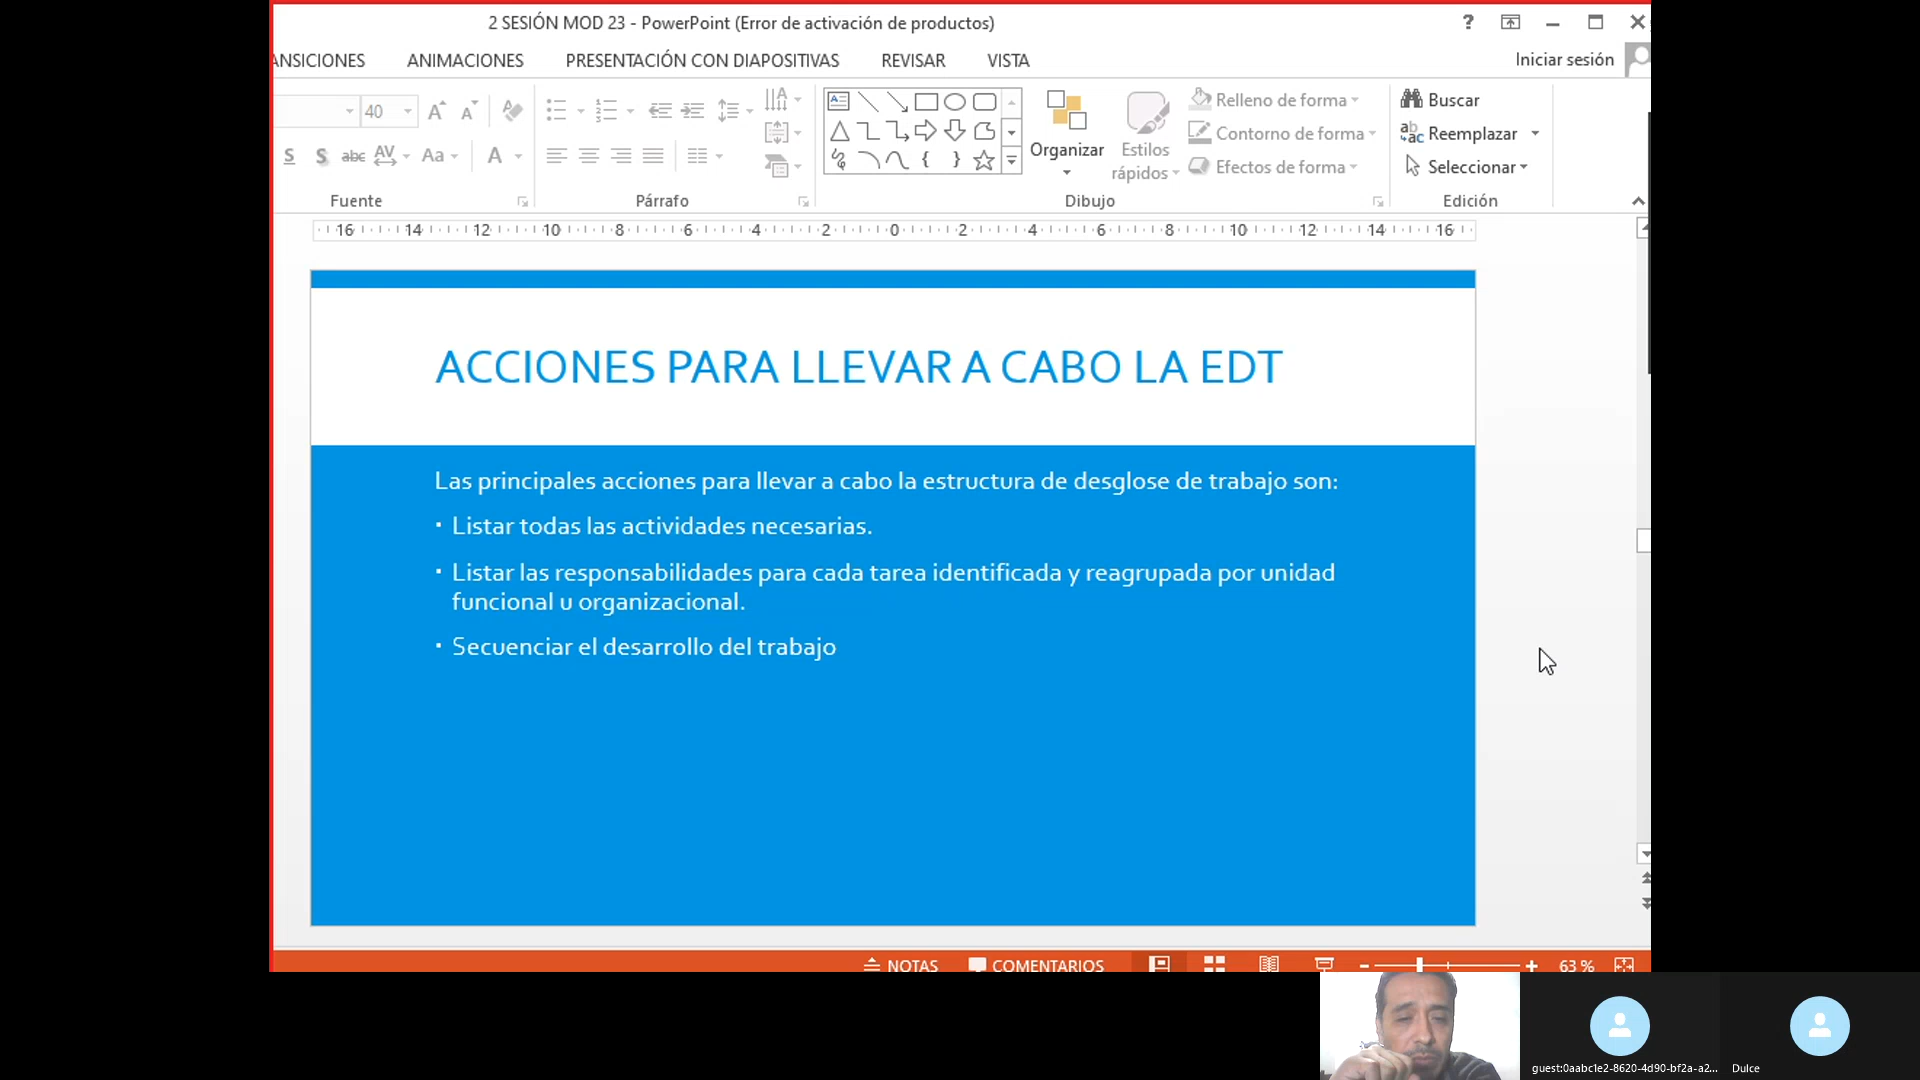 2 SESIÓN MOD 23 - PowerPoint (Error de activación de productos)
ANSICIONES ANIMACIONES PRESENTACIÓN CON DIAPOSITIVAS REVISAR VISTA Iniciar sesión
40
Buscar
Reemplazar
Seleccionar
Organizar
Estilos
rápidos
Relleno de forma
Contorno de forma
Efectos de forma
Fuente Párrafo Dibujo Edición
16 14 12 10 8 6 4 2 0 2 4 6 8 10 12 14 16
ACCIONES PARA LLEVAR A CABO LA EDT
Las principales acciones para llevar a cabo la estructura de desglose de trabajo son:
▪ Listar todas las actividades necesarias.
▪ Listar las responsabilidades para cada tarea identificada y reagrupada por unidad
funcional u organizacional.
▪ Secuenciar el desarrollo del trabajo
NOTAS COMENTARIOS 63 %
guest:0aabc1e2-8620-4d90-bf2a-a2... Dulce